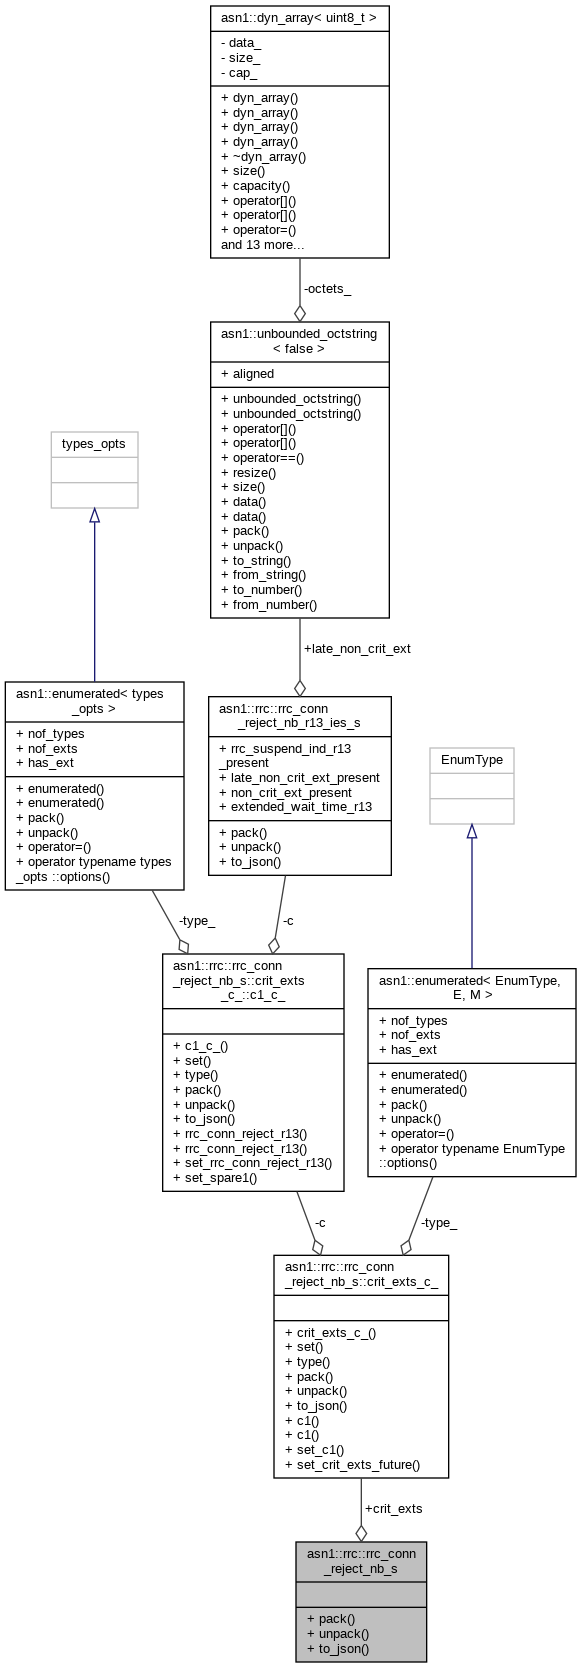 asn1::dyn_array< uint8_t >
- data_
- size_
- cap_
+ dyn_array()
+ dyn_array()
+ dyn_array()
+ dyn_array()
+ ~dyn_array()
+ size()
+ capacity()
+ operator[]()
+ operator[]()
+ operator=()
and 13 more...
-octets_
asn1::unbounded_octstring
< false >
+ aligned
+ unbounded_octstring()
+ unbounded_octstring()
+ operator[]()
+ operator[]()
+ operator==()
+ resize()
+ size()
+ data()
+ data()
+ pack()
+ unpack()
+ to_string()
+ from_string()
+ to_number()
+ from_number()
types_opts
+late_non_crit_ext
asn1::enumerated< types
_opts >
+ nof_types
+ nof_exts
+ has_ext
+ enumerated()
+ enumerated()
+ pack()
+ unpack()
+ operator=()
+ operator typename types
_opts ::options()
asn1::rrc::rrc_conn
_reject_nb_r13_ies_s
+ rrc_suspend_ind_r13
_present
+ late_non_crit_ext_present
+ non_crit_ext_present
+ extended_wait_time_r13
+ pack()
+ unpack()
+ to_json()
EnumType
-type_
-c
asn1::rrc::rrc_conn
_reject_nb_s::crit_exts
_c_::c1_c_
+ c1_c_()
+ set()
+ type()
+ pack()
+ unpack()
+ to_json()
+ rrc_conn_reject_r13()
+ rrc_conn_reject_r13()
+ set_rrc_conn_reject_r13()
+ set_spare1()
asn1::enumerated< EnumType,
E, M >
+ nof_types
+ nof_exts
+ has_ext
+ enumerated()
+ enumerated()
+ pack()
+ unpack()
+ operator=()
+ operator typename EnumType
::options()
-c
-type_
asn1::rrc::rrc_conn
_reject_nb_s::crit_exts_c_
+ crit_exts_c_()
+ set()
+ type()
+ pack()
+ unpack()
+ to_json()
+ c1()
+ c1()
+ set_c1()
+ set_crit_exts_future()
+crit_exts
asn1::rrc::rrc_conn
_reject_nb_s
+ pack()
+ unpack()
+ to_json()